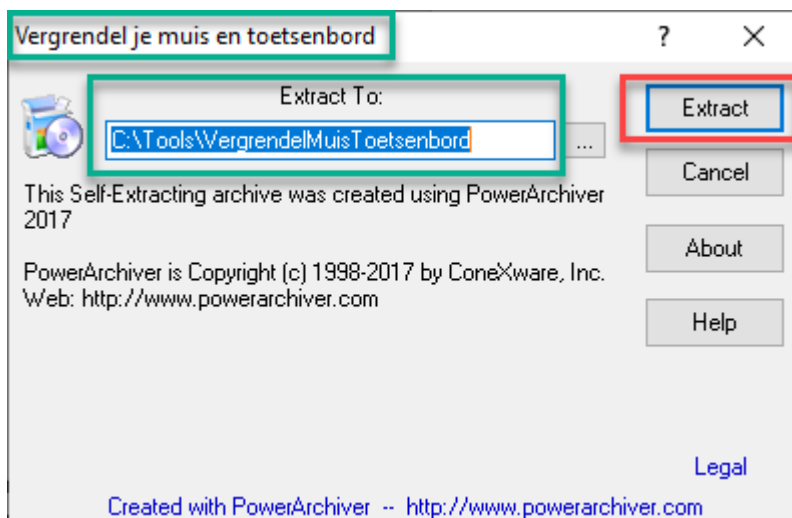 Vergrendel je muis en toetsenbord
?
Extract To:
C:\Tools\VergrendelMuisToetsenbord
...
Extract
Cancel
This Self-Extracting archive was created using PowerArchiver
2017
About
PowerArchiver is Copyright (c) 1998-2017 by ConeXware, Inc.
Web: http://www.powerarchiver.com
Help
Legal
Created with PowerArchiver -- http://www.powerarchiver.com